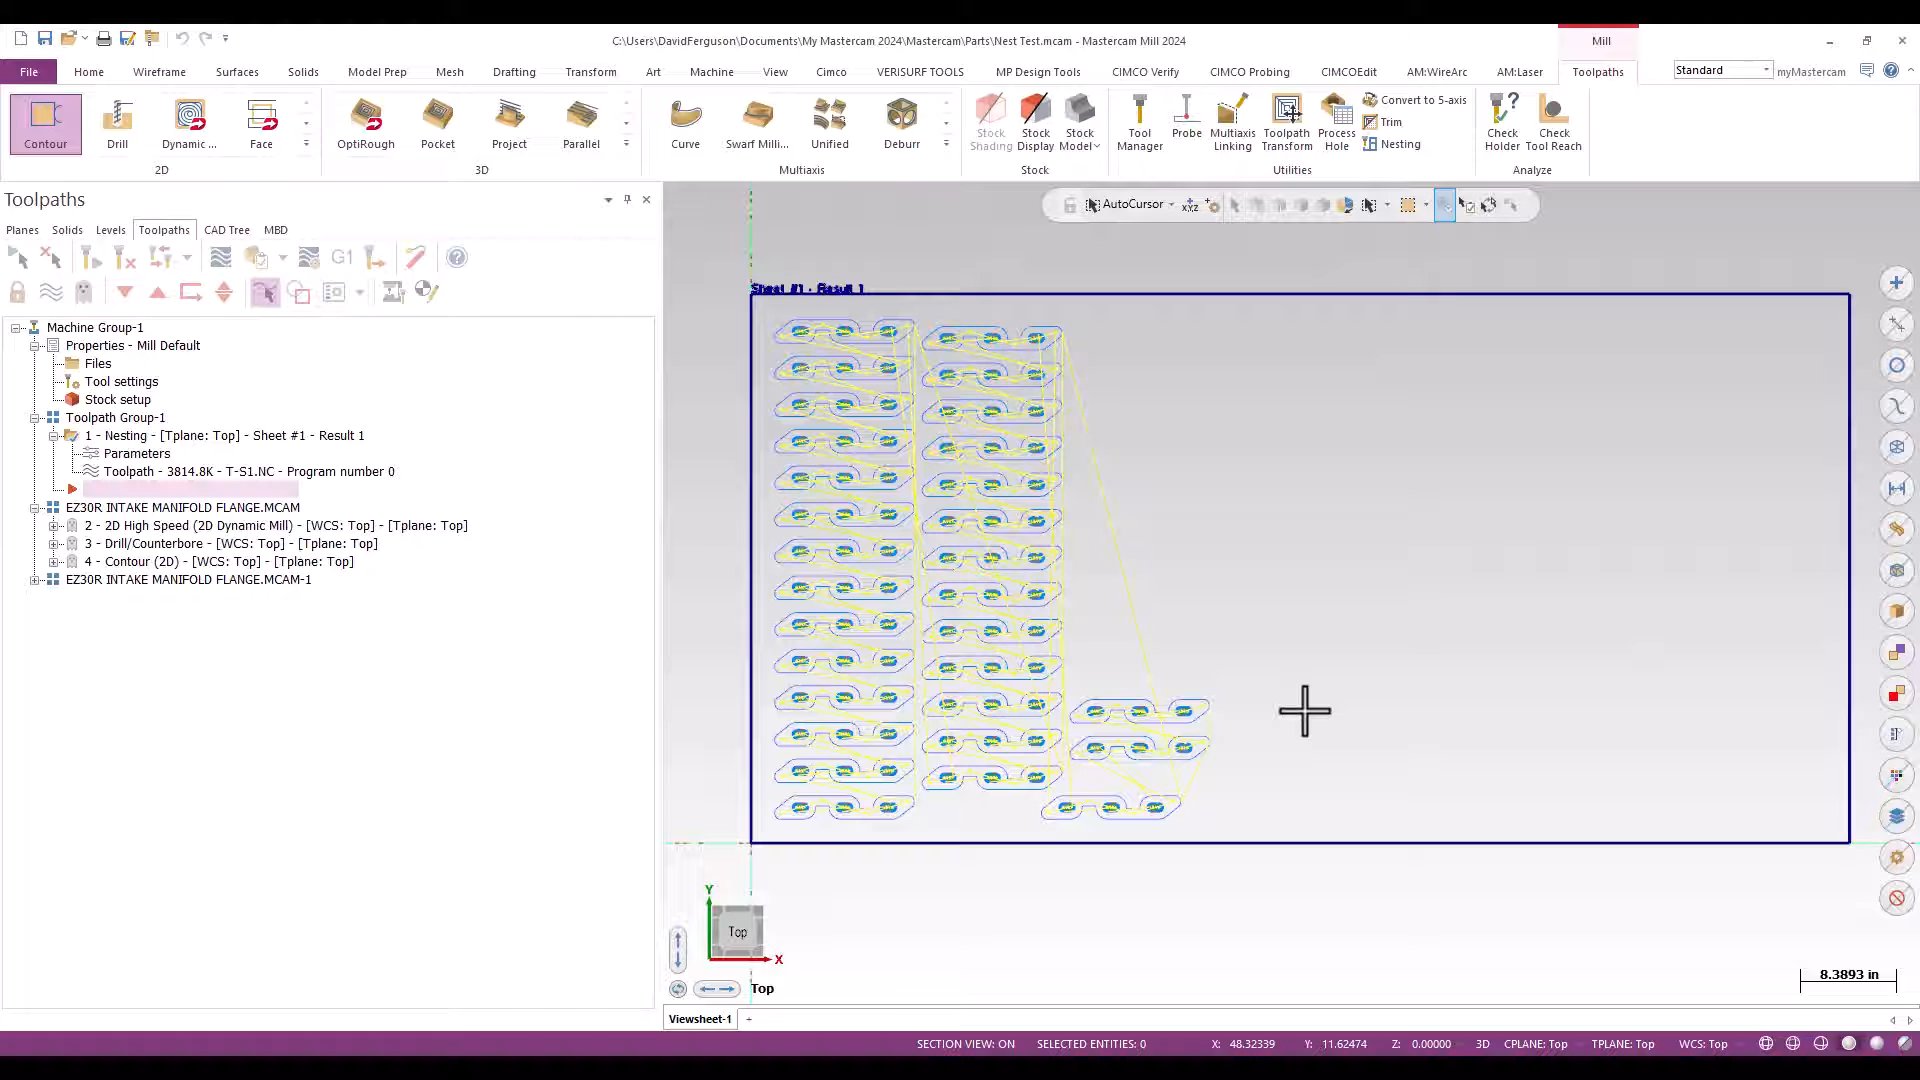 C:\Users\DavidFerguson\Documents\My Mastercam 2024\Mastercam\Parts\Nest Test.mcam - Mastercam Mill 2024
Mill
File Home Wireframe Surfaces Solids Model Prep Mesh Drafting Transform Art Machine View Cimco VERISURF TOOLS MP Design Tools CIMCO Verify CIMCO Probing CIMCOEdit AM:WireArc AM:Laser Toolpaths Standard myMastercam
Contour Drill Dynamic ... Face OptiRough Pocket Project Parallel Curve Swarf Milli... Unified Deburr
Stock Shading Stock Display Stock Model Tool Manager Probe Multiaxis Linking Toolpath Transform Process Hole
Convert to 5-axis
Trim
Nesting
Check Holder Check Tool Reach
2D 3D Multiaxis Stock Utilities Analyze
Toolpaths
AutoCursor
Planes Solids Levels Toolpaths CAD Tree MBD
G1
Machine Group-1
Properties - Mill Default
Files
Tool settings
Stock setup
Toolpath Group-1
1 - Nesting - [Tplane: Top] - Sheet #1 - Result 1
Parameters
Toolpath - 3814.8K - T-S1.NC - Program number 0
EZ30R INTAKE MANIFOLD FLANGE.MCAM
2 - 2D High Speed (2D Dynamic Mill) - [WCS: Top] - [Tplane: Top]
3 - Drill/Counterbore - [WCS: Top] - [Tplane: Top]
4 - Contour (2D) - [WCS: Top] - [Tplane: Top]
EZ30R INTAKE MANIFOLD FLANGE.MCAM-1
Sheet #1 - Result 1
Y
Top
X
Top
8.3893 in
Viewsheet-1 +
SECTION VIEW: ON SELECTED ENTITIES: 0 X: 48.32339 Y: 11.62474 Z: 0.00000 3D CPLANE: Top TPLANE: Top WCS: Top